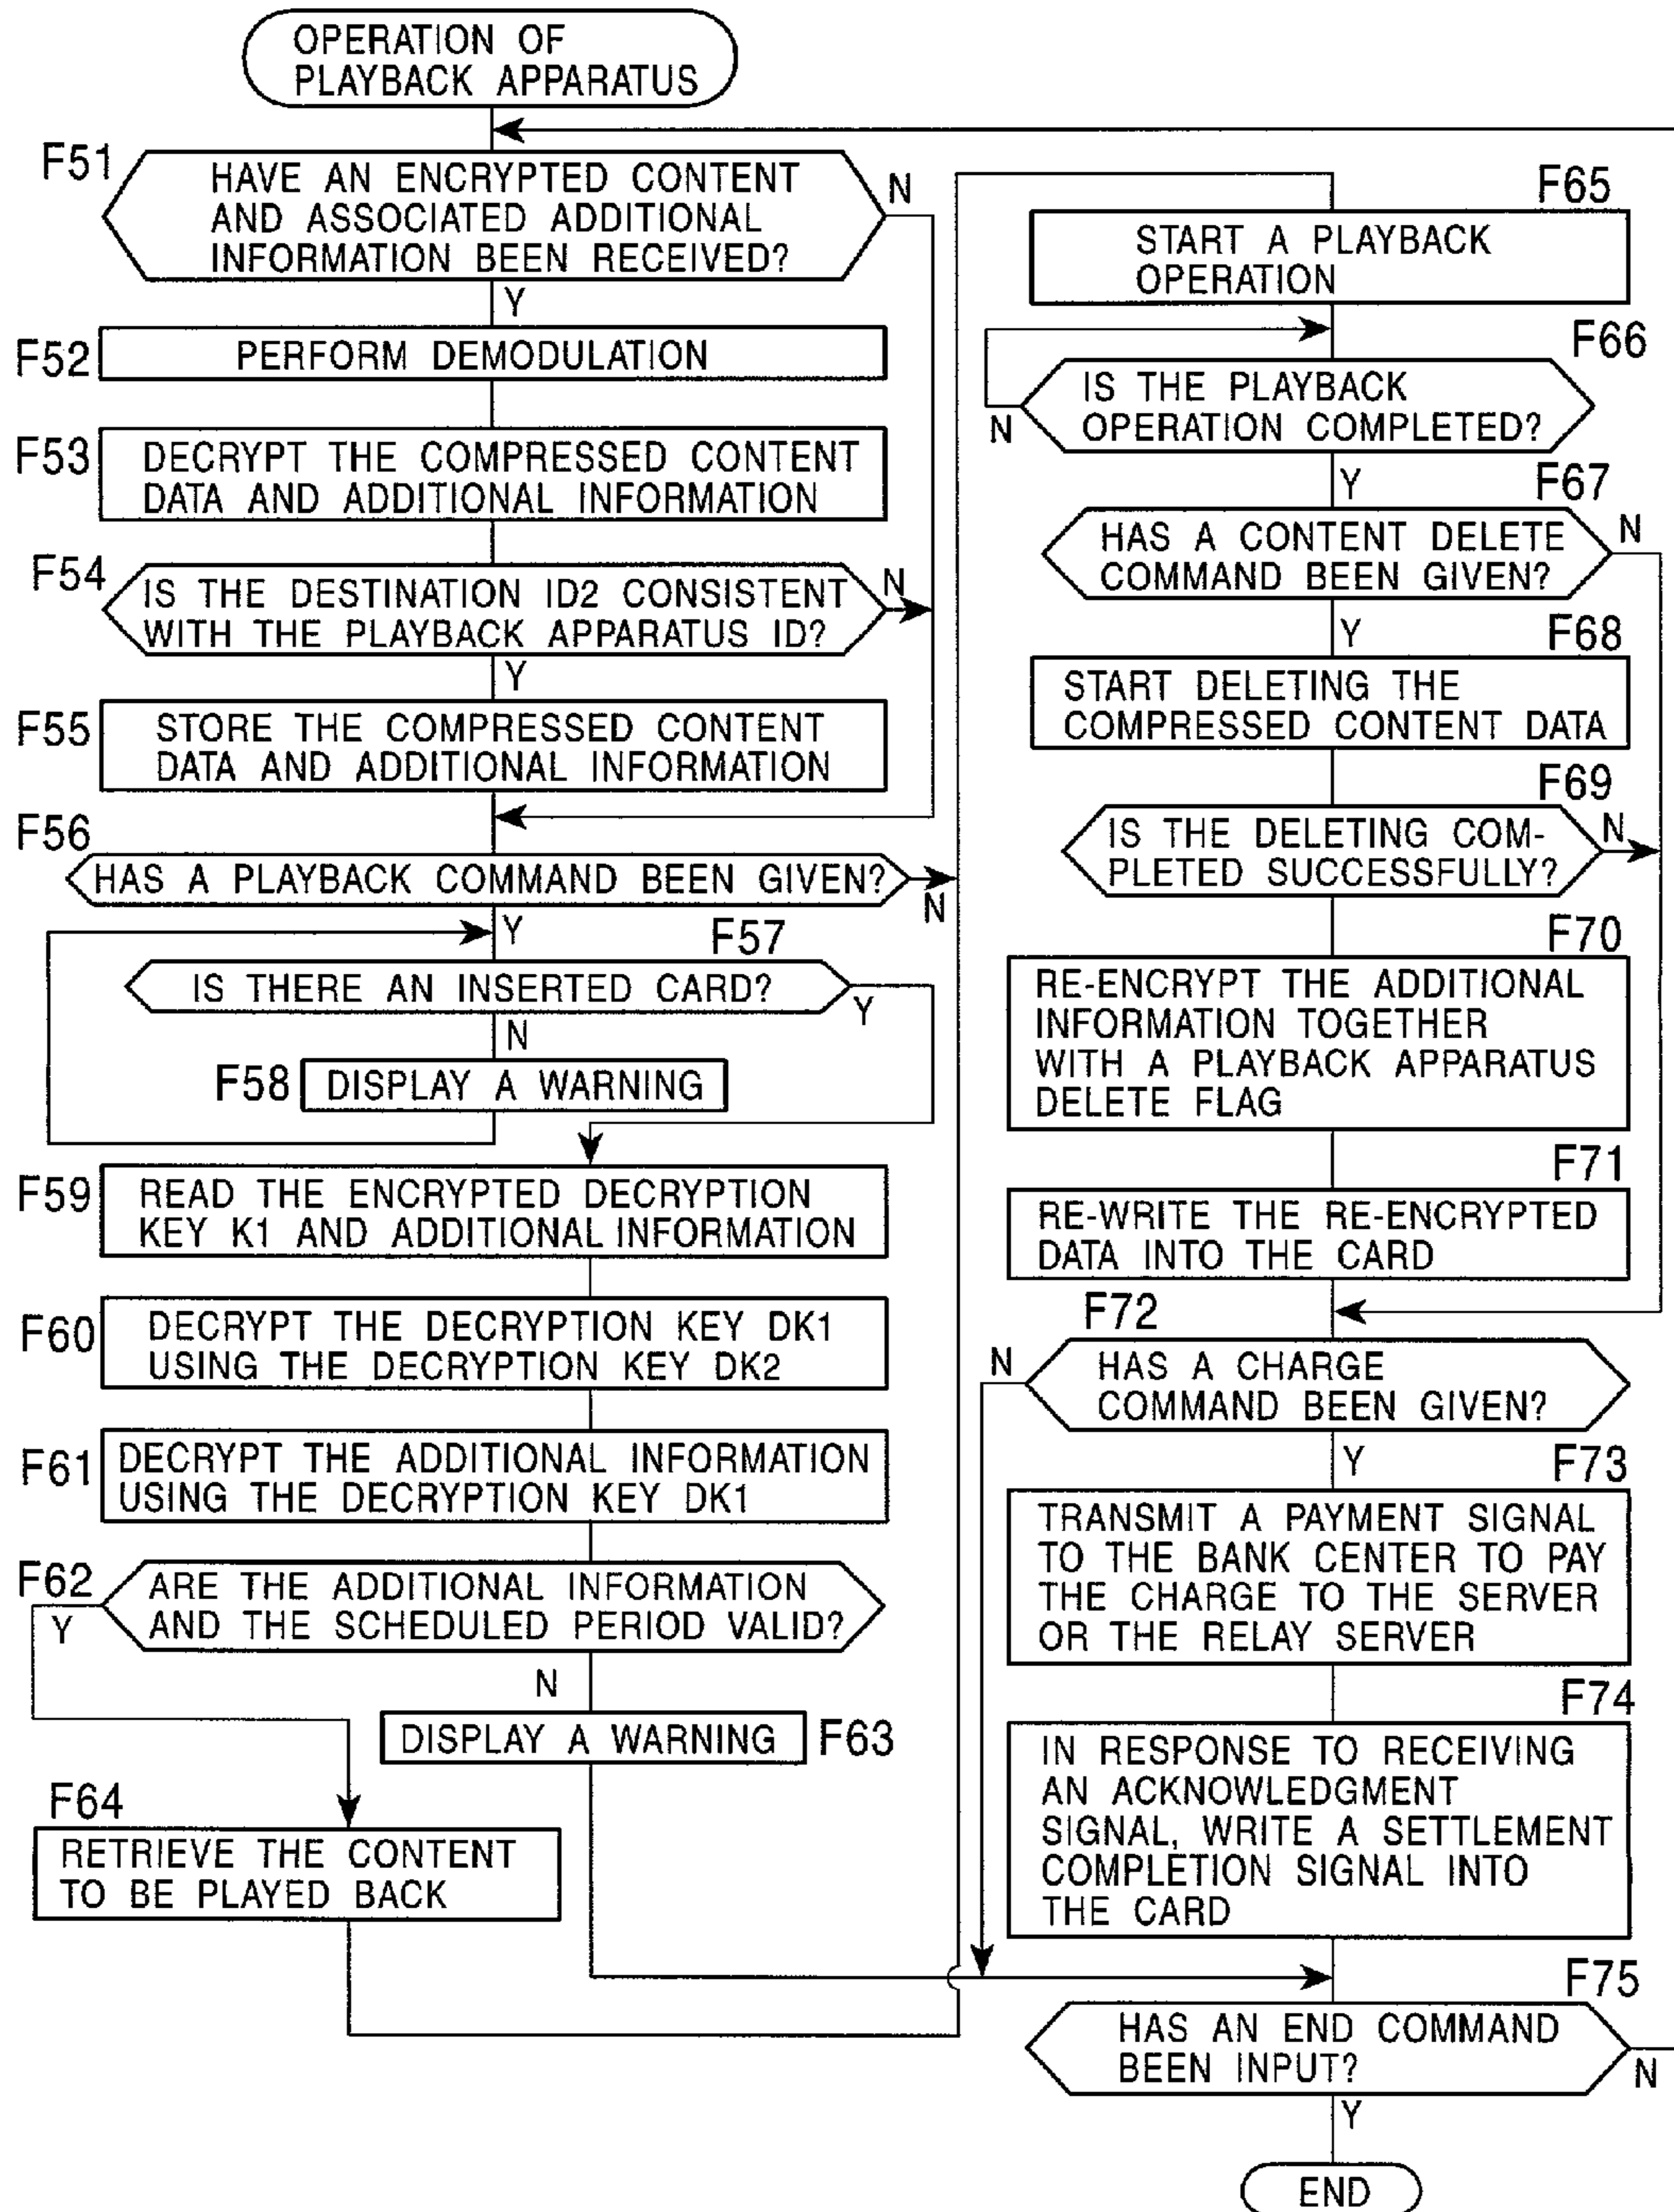 OPERATION OF
PLAYBACK APPARATUS
F51
HAVE AN ENCRYPTED CONTENT
AND ASSOCIATED ADDITIONAL
INFORMATION BEEN RECEIVED?
N
Y
F52
PERFORM DEMODULATION
F53
DECRYPT THE COMPRESSED CONTENT
DATA AND ADDITIONAL INFORMATION
F54
IS THE DESTINATION ID2 CONSISTENT
WITH THE PLAYBACK APPARATUS ID?
N
Y
F55
STORE THE COMPRESSED CONTENT
DATA AND ADDITIONAL INFORMATION
F56
HAS A PLAYBACK COMMAND BEEN GIVEN?
N
Y
F57
IS THERE AN INSERTED CARD?
Y
N
F58
DISPLAY A WARNING
F59
READ THE ENCRYPTED DECRYPTION
KEY K1 AND ADDITIONAL INFORMATION
F60
DECRYPT THE DECRYPTION KEY DK1
USING THE DECRYPTION KEY DK2
F61
DECRYPT THE ADDITIONAL INFORMATION
USING THE DECRYPTION KEY DK1
F62
ARE THE ADDITIONAL INFORMATION
AND THE SCHEDULED PERIOD VALID?
Y
N
DISPLAY A WARNING
F63
F64
RETRIEVE THE CONTENT
TO BE PLAYED BACK
F65
START A PLAYBACK
OPERATION
F66
IS THE PLAYBACK
OPERATION COMPLETED?
N
Y
F67
HAS A CONTENT DELETE
COMMAND BEEN GIVEN?
N
Y
F68
START DELETING THE
COMPRESSED CONTENT DATA
F69
IS THE DELETING COM-
PLETED SUCCESSFULLY?
N
F70
RE-ENCRYPT THE ADDITIONAL
INFORMATION TOGETHER
WITH A PLAYBACK APPARATUS
DELETE FLAG
F71
RE-WRITE THE RE-ENCRYPTED
DATA INTO THE CARD
F72
HAS A CHARGE
COMMAND BEEN GIVEN?
N
Y
F73
TRANSMIT A PAYMENT SIGNAL
TO THE BANK CENTER TO PAY
THE CHARGE TO THE SERVER
OR THE RELAY SERVER
F74
IN RESPONSE TO RECEIVING
AN ACKNOWLEDGMENT
SIGNAL, WRITE A SETTLEMENT
COMPLETION SIGNAL INTO
THE CARD
F75
HAS AN END COMMAND
BEEN INPUT?
N
Y
END